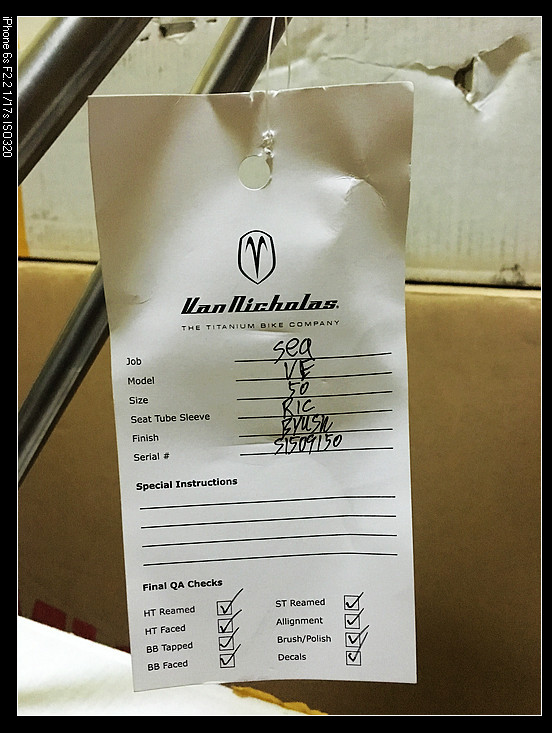 iPhone 6s F2.2 1/17s ISO320
VanNicholas.
THE TITANIUM BIKE COMPANY
Job sea
Model VE
Size 50
Seat Tube Sleeve RIC
Finish Brush
Serial # S1509150
Special Instructions
Final QA Checks
HT Reamed ST Reamed
HT Faced Allignment
BB Tapped Brush/Polish
BB Faced Decals